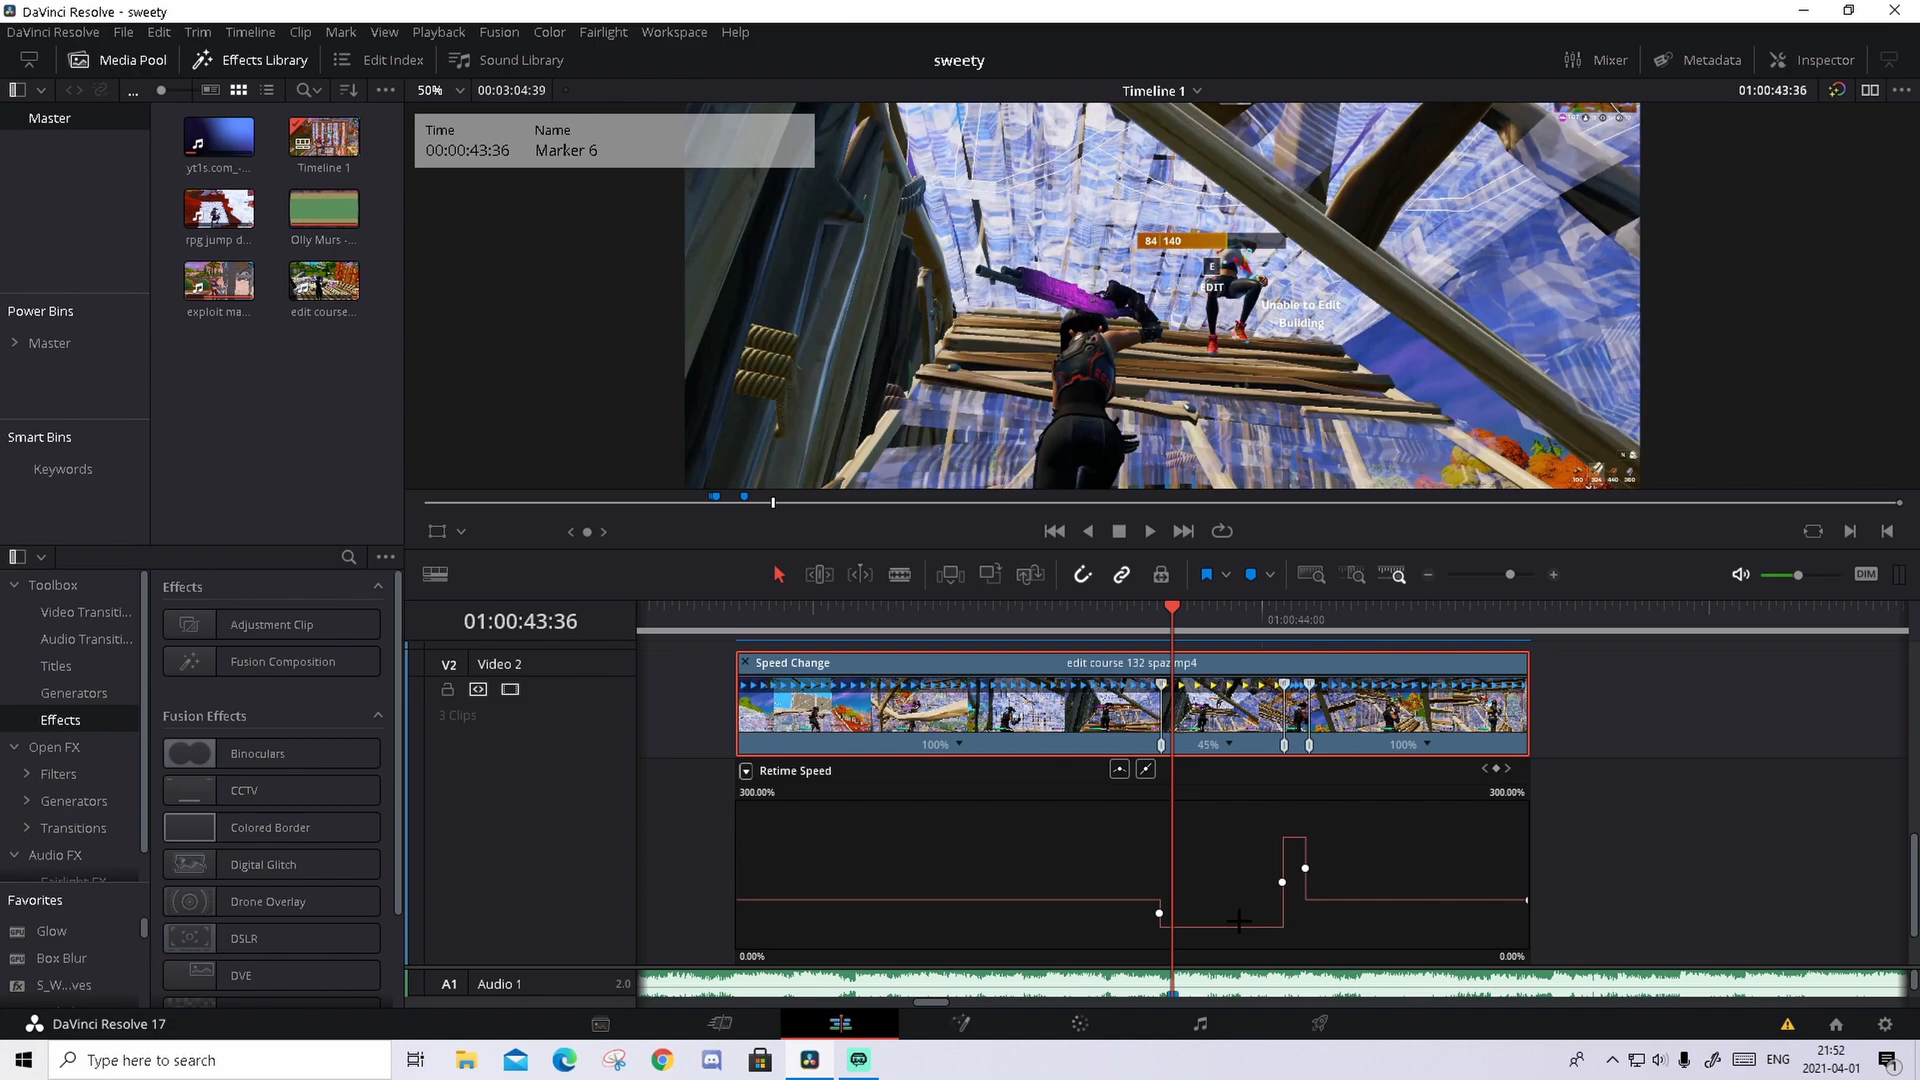 DaVinci Resolve - sweety
DaVinci Resolve File Edit Trim Timeline Clip Mark View Playback Fusion Color Fairlight Workspace Help
Media Pool Effects Library Edit Index Sound Library sweety Mixer Metadata Inspector
... 50% 00:03:04:39 Timeline 1 01:00:43:36 ...
Master
yt1s.com_-... Timeline 1
rpg jump d... Olly Murs -...
exploit ma... edit course...
Power Bins
Master
Smart Bins
Keywords
Time Name
00:00:43:36 Marker 6
84 | 140
E
EDIT
Unable to Edit
Building
Toolbox
Video Transiti...
Audio Transiti...
Titles
Generators
Effects
Open FX
Filters
Generators
Transitions
Audio FX
Favorites
Glow
Box Blur
S_W...ves
Effects
Adjustment Clip
Fusion Composition
Fusion Effects
Binoculars
CCTV
Colored Border
Digital Glitch
Drone Overlay
DSLR
DVE
DIM
01:00:43:36
01:00:44:00
V2 Video 2
3 Clips
Speed Change edit course 132 spaz.mp4
100% 45% 100%
Retime Speed
300.00% 300.00%
0.00% 0.00%
A1 Audio 1 2.0
DaVinci Resolve 17
Type here to search
ENG
21:52
2021-04-01